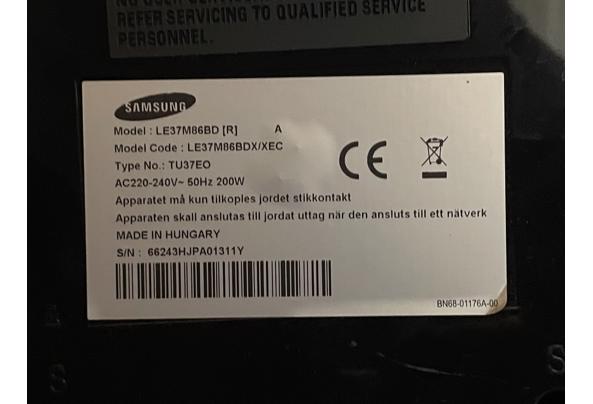 REFER SERVICING TO QUALIFIED SERVICE
PERSONNEL.
SAMSUNG
Model : LE37M86BD [R] A
Model Code : LE37M86BDX/XEC
Type No.: TU37EO
AC220-240V~ 50Hz 200W
Apparatet må kun tilkoples jordet stikkontakt
Apparaten skall anslutas till jordat uttag när den ansluts till ett nätverk
MADE IN HUNGARY
S/N : 66243HJPA01311Y
CE
BN68-01176A-00